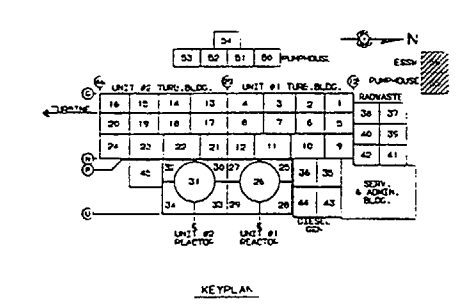 54
N
53 52 51 50 PUMPHOUSE
ESSW
PUMPHOUSE
UNIT #2 TURB.BLDG. UNIT #1 TURB.BLDG.
G
RADWASTE
16 15 14 13 4 3 2 1
38 37
TURBINE
20 19 18 17 8 7 6 5
40 39
24 23 22 21 12 11 10 9
42 41
N
P
30 27 25 36 35
31 26
SERV.
& ADMIN.
BLDG.
34 33 29 28 44 43
U
DIESEL
GEN
UNIT #2
REACTOR
UNIT #1
REACTOR
KEYPLAN